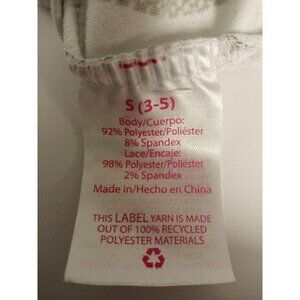 S (3-5)
Body/Cuerpo:
92% Polyester/Poliéster
8% Spandex
Lace/Encaje:
98% Polyester/Poliéster
2% Spandex
Made in/Hecho en China
THIS LABEL YARN IS MADE
OUT OF 100% RECYCLED
POLYESTER MATERIALS